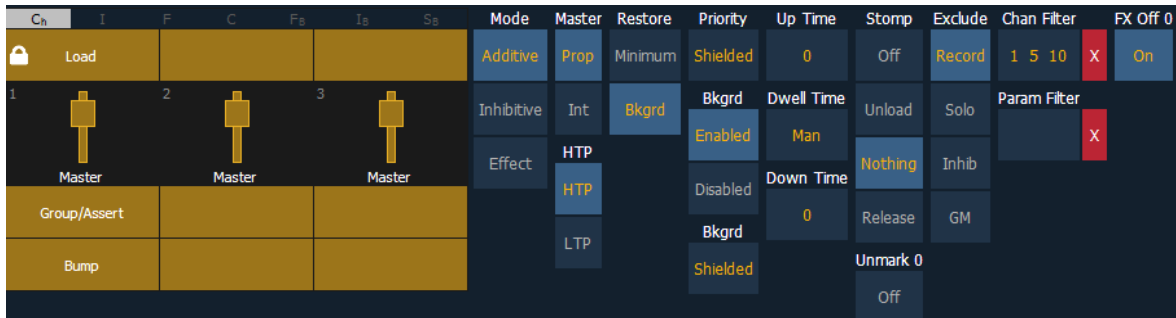 Ch I F C FB IB SB Mode Master Restore Priority Up Time Stomp Exclude Chan Filter FX Off 0
Load Additive Prop Minimum Shielded 0 Off Record 1 5 10 X On
1 2 3 Inhibitive Int Bkgrd Bkgrd Dwell Time Unload Solo Param Filter
Enabled Man X
Effect HTP Nothing Inhib
Master Master Master Down Time
HTP Disabled
Group/Assert 0 Release GM
Bkgrd
LTP
Bump Shielded Unmark 0
Off